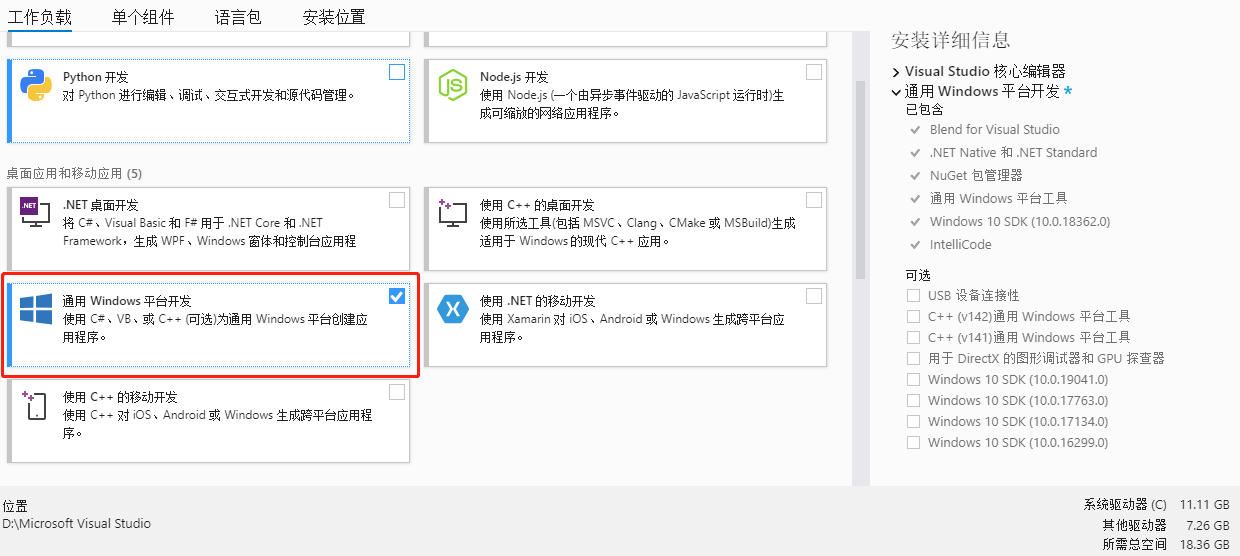 工作负载 单个组件 语言包 安装位置
Python 开发
对 Python 进行编辑、调试、交互式开发和源代码管理。
Node.js 开发
使用 Node.js (一个由异步事件驱动的 JavaScript 运行时)生
成可缩放的网络应用程序。
桌面应用和移动应用 (5)
.NET
.NET 桌面开发
将 C#、Visual Basic 和 F# 用于 .NET Core 和 .NET
Framework，生成 WPF、Windows 窗体和控制台应用程
使用 C++ 的桌面开发
使用所选工具(包括 MSVC、Clang、CMake 或 MSBuild)生成
适用于 Windows 的现代 C++ 应用。
通用 Windows 平台开发
使用 C#、VB、或 C++ (可选)为通用 Windows 平台创建应
用程序。
使用 .NET 的移动开发
使用 Xamarin 对 iOS、Android 或 Windows 生成跨平台应
用程序。
使用 C++ 的移动开发
使用 C++ 对 iOS、Android 或 Windows 生成跨平台应用程
序。
安装详细信息
Visual Studio 核心编辑器
通用 Windows 平台开发 *
已包含
Blend for Visual Studio
.NET Native 和 .NET Standard
NuGet 包管理器
通用 Windows 平台工具
Windows 10 SDK (10.0.18362.0)
IntelliCode
可选
USB 设备连接性
C++ (v142)通用 Windows 平台工具
C++ (v141)通用 Windows 平台工具
用于 DirectX 的图形调试器和 GPU 探查器
Windows 10 SDK (10.0.19041.0)
Windows 10 SDK (10.0.17763.0)
Windows 10 SDK (10.0.17134.0)
Windows 10 SDK (10.0.16299.0)
位置
D:\Microsoft Visual Studio
系统驱动器 (C) 11.11 GB
其他驱动器 7.26 GB
所需总空间 18.36 GB